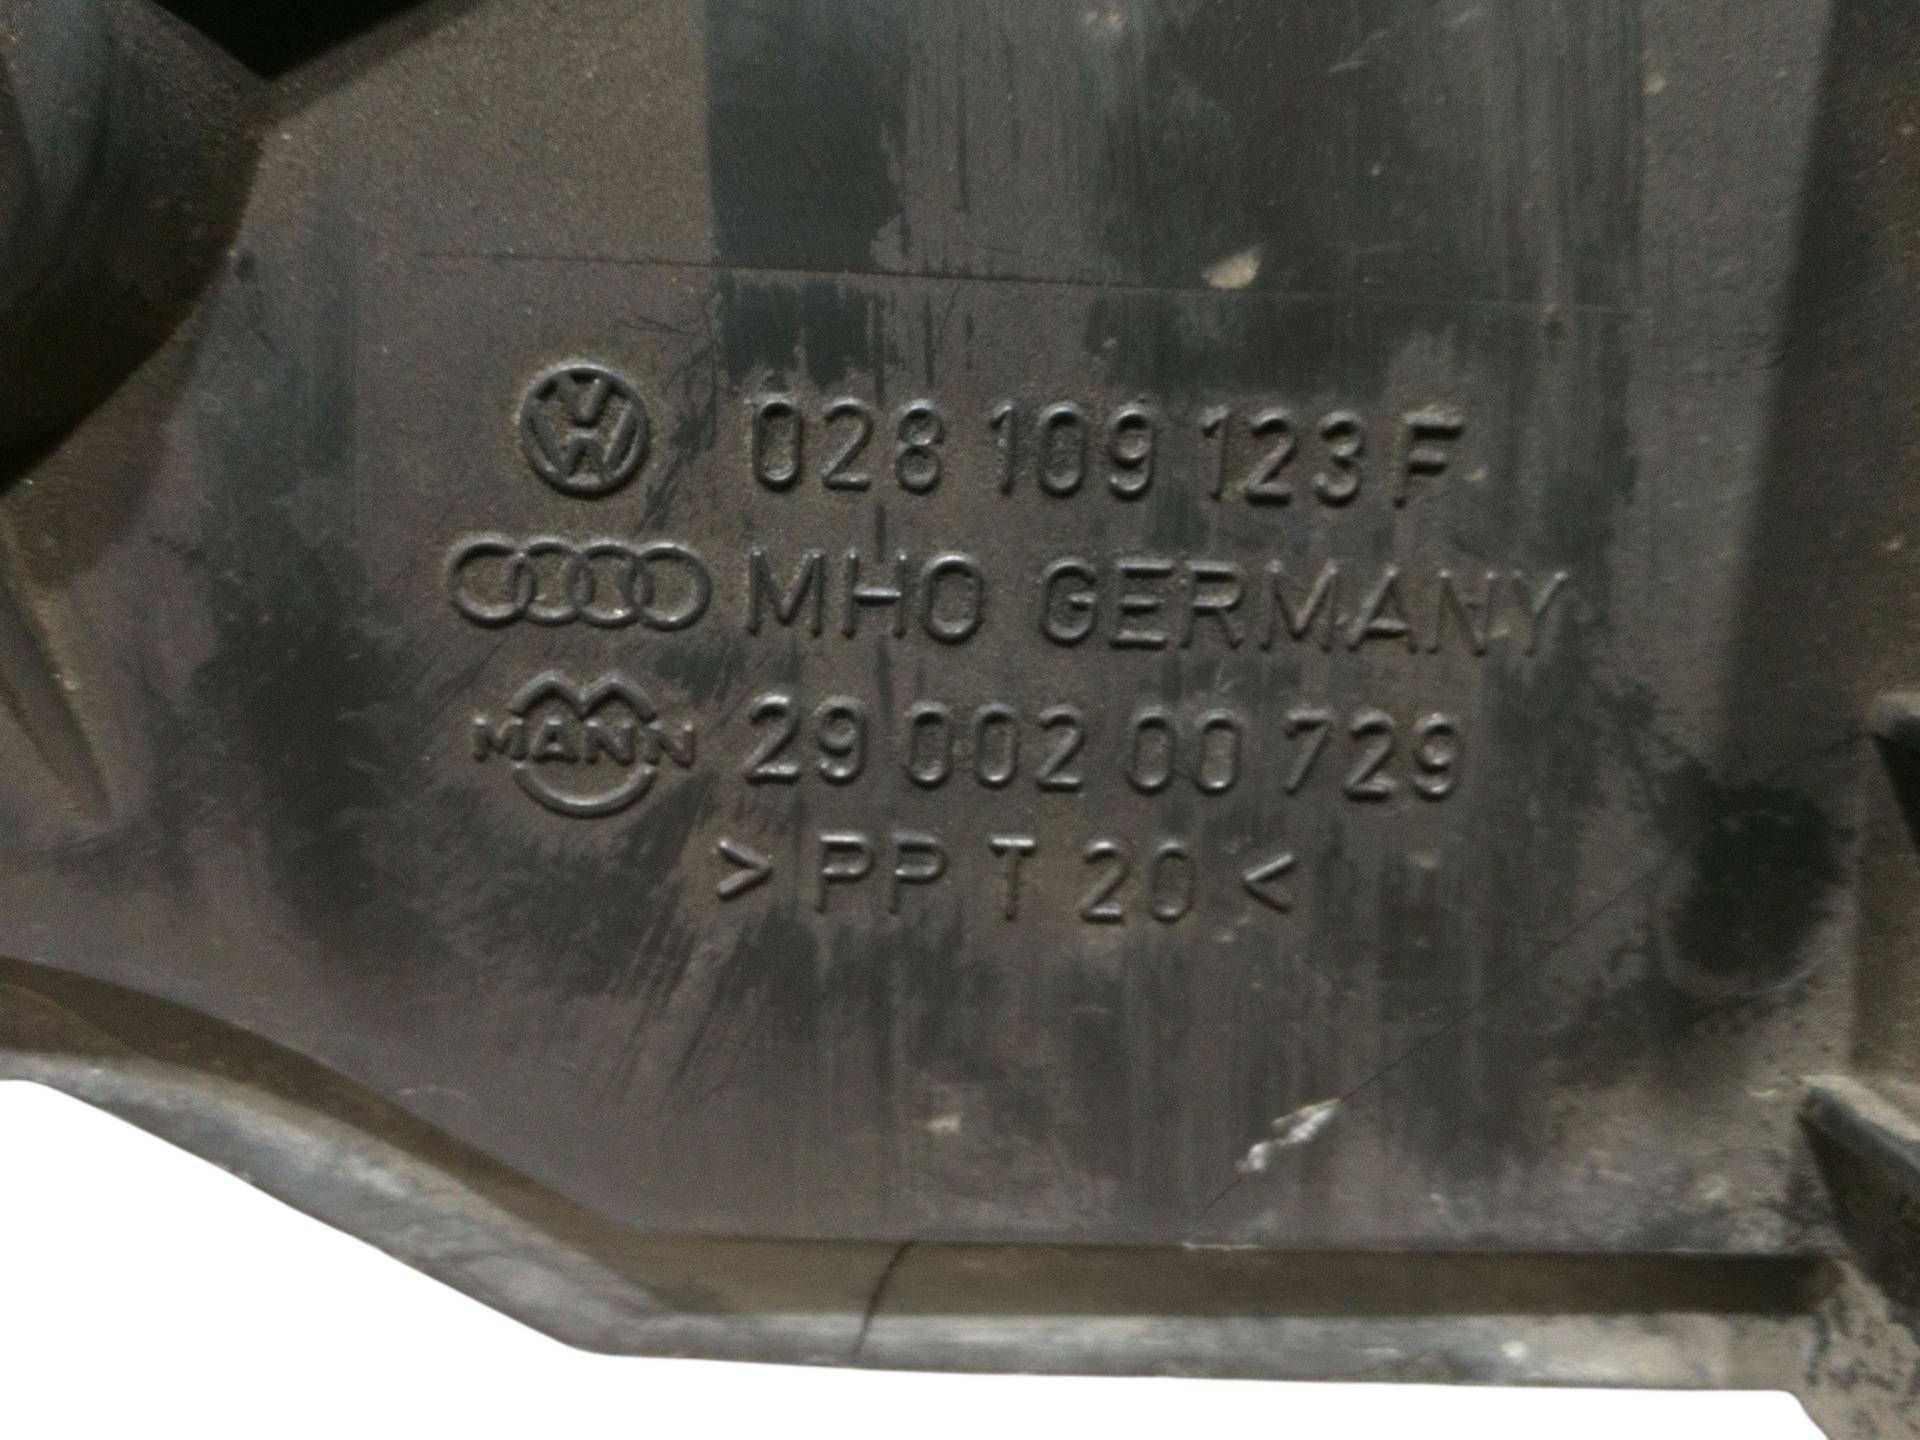 028 109 123 F
MHO GERMANY
MANN 29 002 00 729
> PP T 20 <